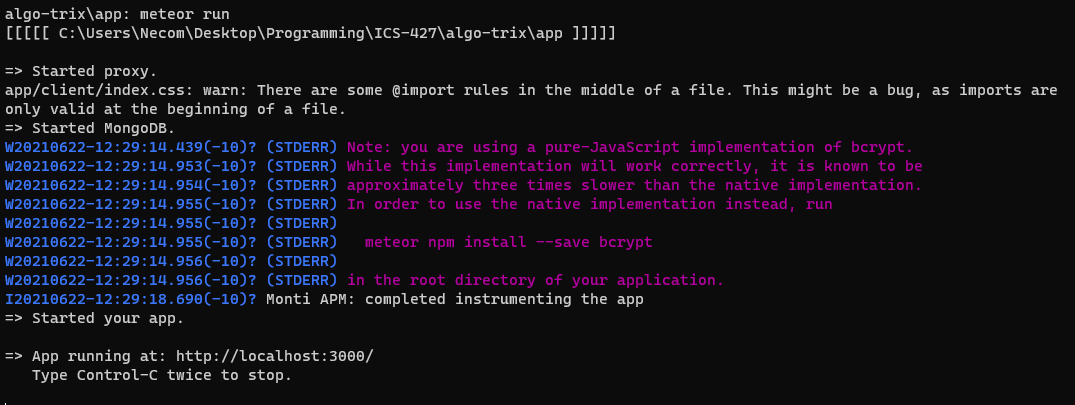 algo-trix\app: meteor run
[[[[[ C:\Users\Necom\Desktop\Programming\ICS-427\algo-trix\app ]]]]]
=> Started proxy.
app/client/index.css: warn: There are some @import rules in the middle of a file. This might be a bug, as imports are
only valid at the beginning of a file.
=> Started MongoDB.
W20210622-12:29:14.439(-10)? (STDERR) Note: you are using a pure-JavaScript implementation of bcrypt.
W20210622-12:29:14.953(-10)? (STDERR) While this implementation will work correctly, it is known to be
W20210622-12:29:14.954(-10)? (STDERR) approximately three times slower than the native implementation.
W20210622-12:29:14.955(-10)? (STDERR) In order to use the native implementation instead, run
W20210622-12:29:14.955(-10)? (STDERR)
W20210622-12:29:14.955(-10)? (STDERR)   meteor npm install --save bcrypt
W20210622-12:29:14.956(-10)? (STDERR)
W20210622-12:29:14.956(-10)? (STDERR) in the root directory of your application.
I20210622-12:29:18.690(-10)? Monti APM: completed instrumenting the app
=> Started your app.
=> App running at: http://localhost:3000/
   Type Control-C twice to stop.